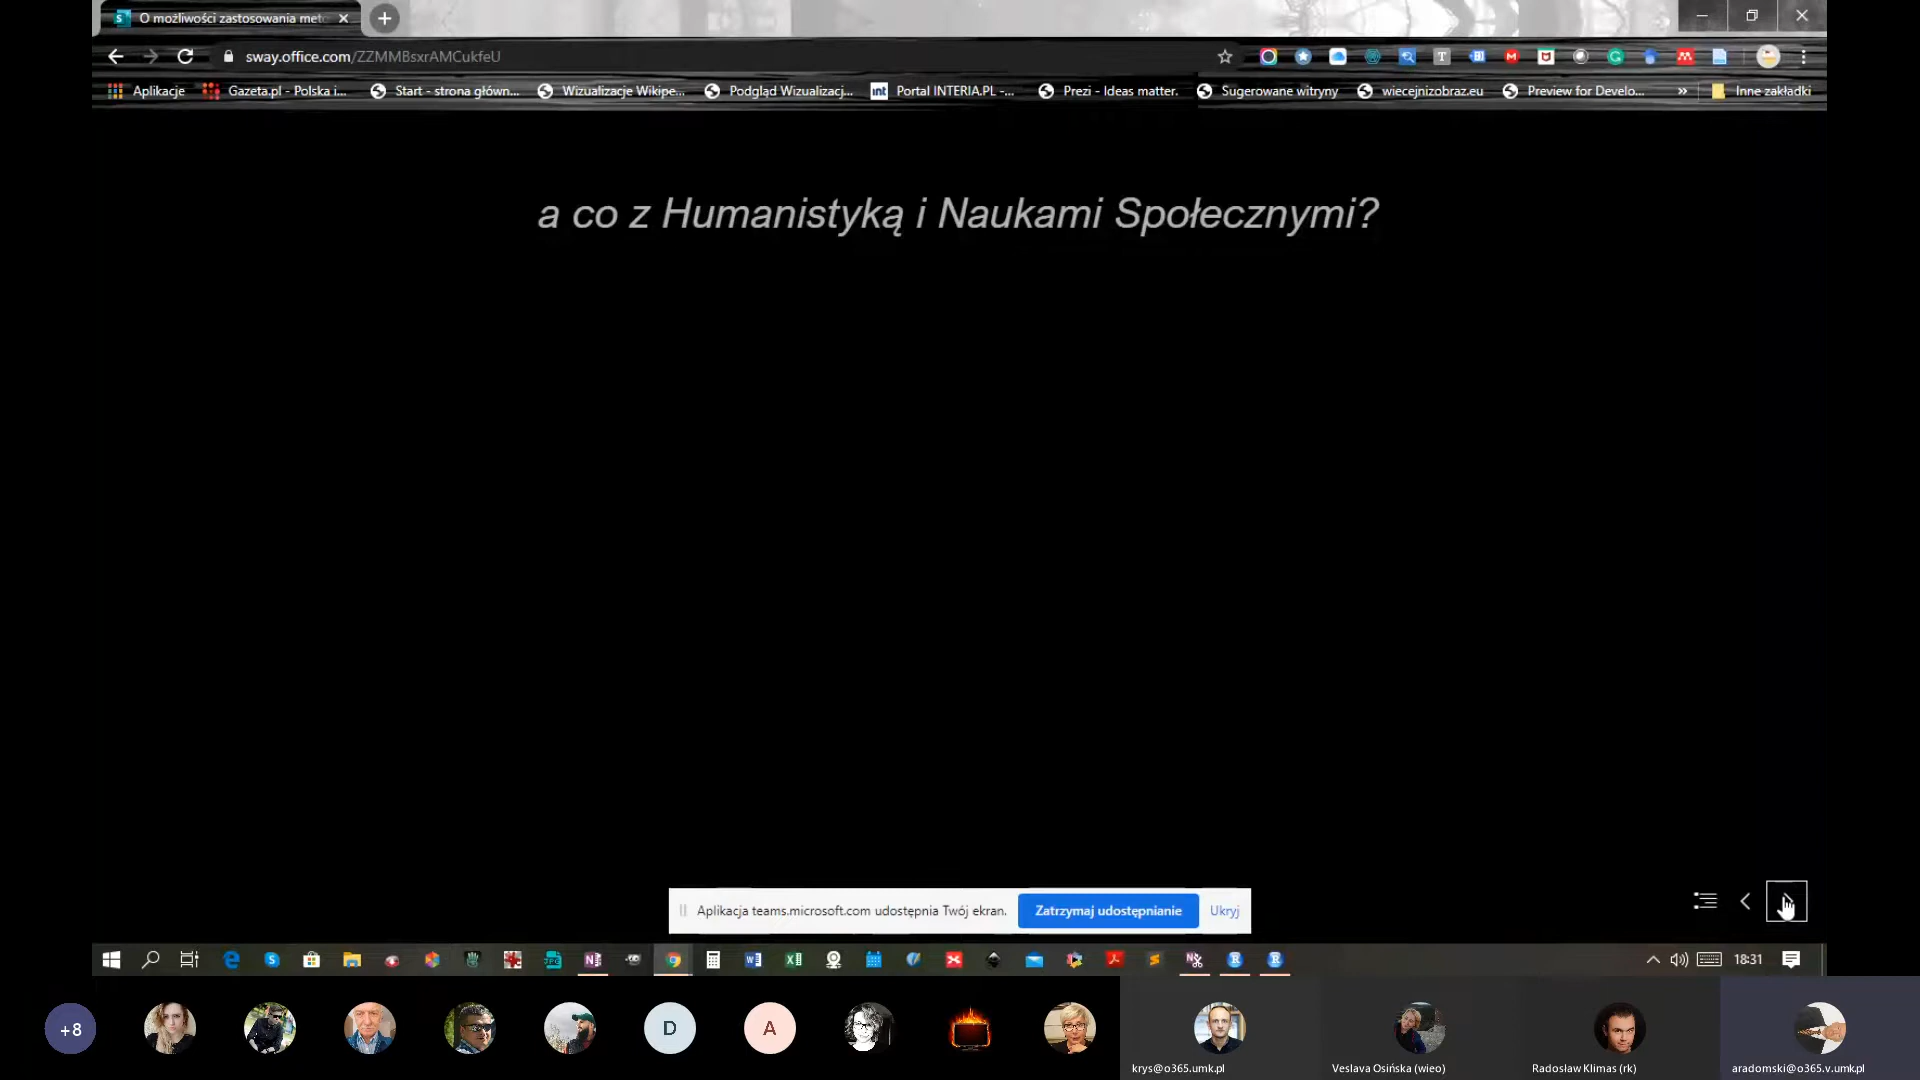 O możliwości zastosowania met
sway.office.com/ZZMMBsxrAMCukfeU
Aplikacje
Gazeta.pl - Polska i...
Start - strona główn...
Wizualizacje Wikipe...
Podgląd Wizualizacj...
int
Portal INTERIA.PL -...
Prezi - Ideas matter.
Sugerowane witryny
wiecejnizobraz.eu
Preview for Develo...
»
Inne zakładki
a co z Humanistyką i Naukami Społecznymi?
Aplikacja teams.microsoft.com udostępnia Twój ekran.
Zatrzymaj udostępnianie
Ukryj
18:31
+8
D
A
krys@o365.umk.pl
Veslava Osińska (wieo)
Radosław Klimas (rk)
aradomski@o365.v.umk.pl